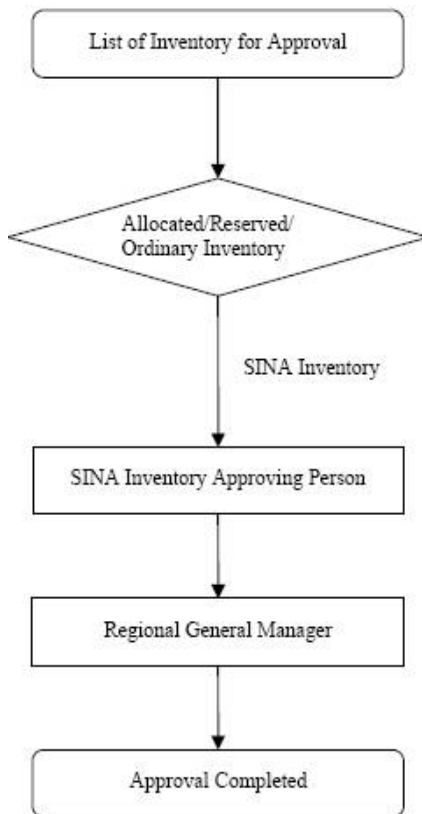 List of Inventory for Approval
Allocated/Reserved/
Ordinary Inventory
SINA Inventory
SINA Inventory Approving Person
Regional General Manager
Approval Completed